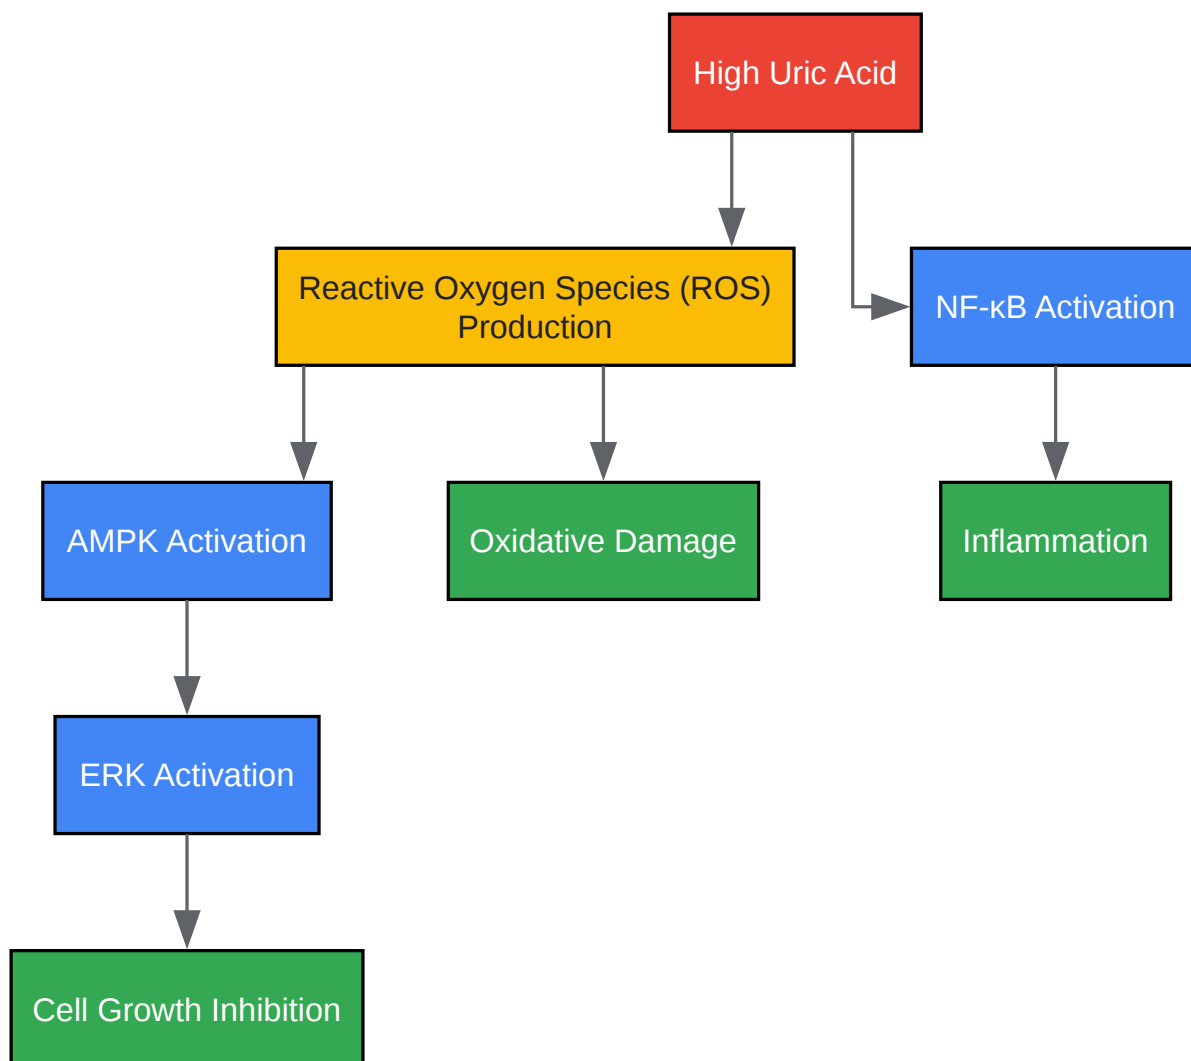 High Uric Acid
Reactive Oxygen Species (ROS)
Production
NF-κB Activation
AMPK Activation
Oxidative Damage
Inflammation
ERK Activation
Cell Growth Inhibition